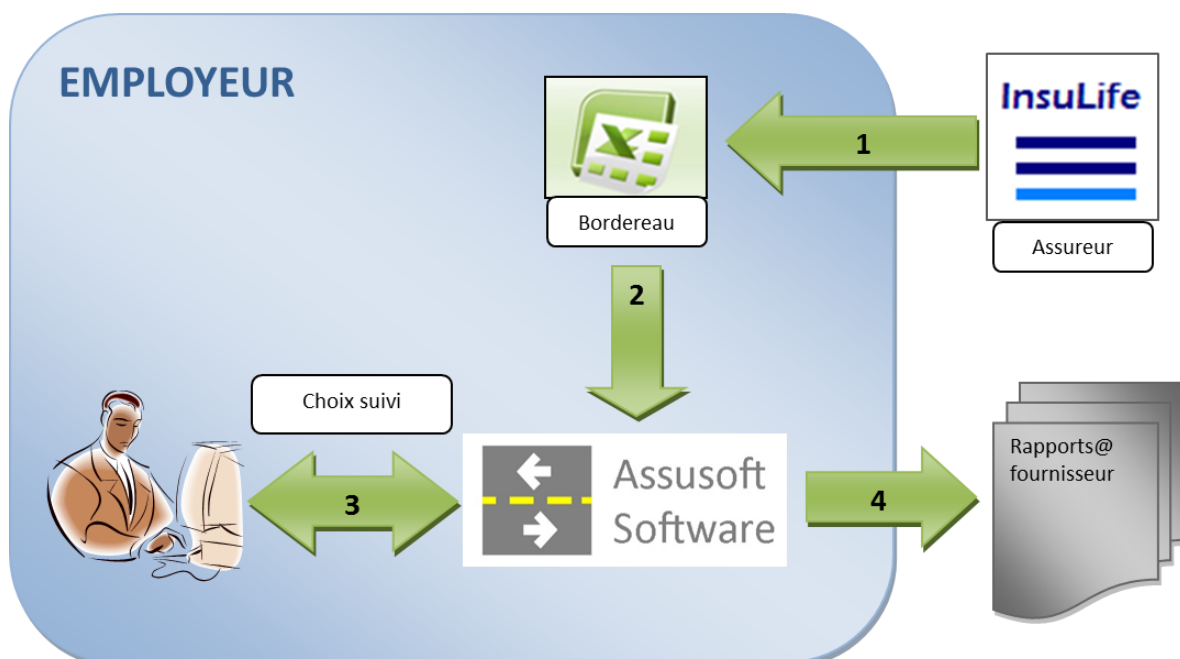 EMPLOYEUR
InsuLife
1
Bordereau
Assureur
2
Choix suivi
3
Assusoft
Software
4
Rapports@
fournisseur